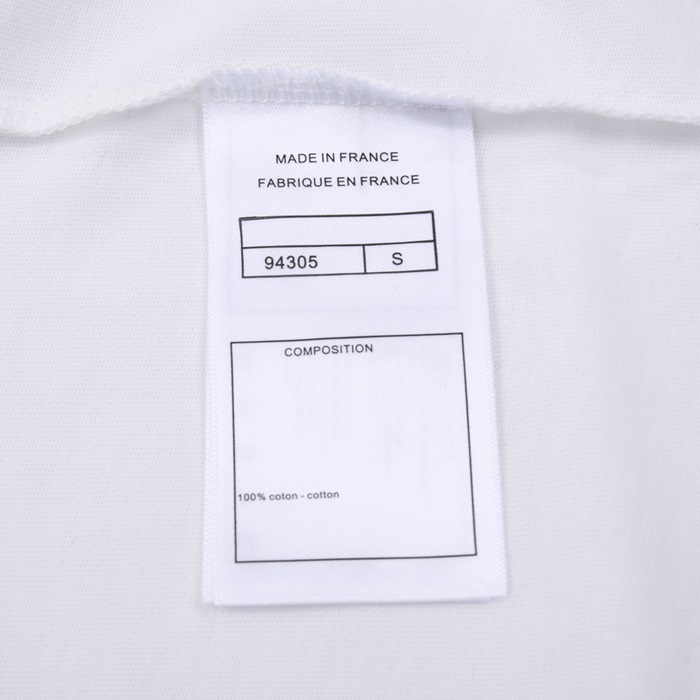 MADE IN FRANCE
FABRIQUE EN FRANCE
94305 S
COMPOSITION
100% coton - cotton